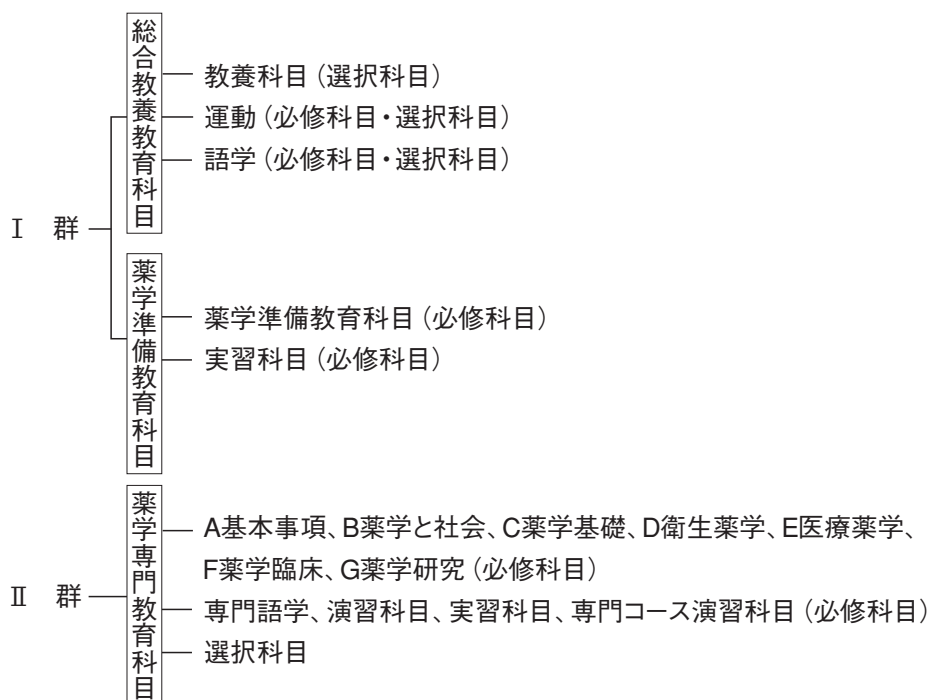 Ⅰ 群
総合教養教育科目
教養科目（選択科目）
運動（必修科目・選択科目）
語学（必修科目・選択科目）
薬学準備教育科目
薬学準備教育科目（必修科目）
実習科目（必修科目）
Ⅱ 群
薬学専門教育科目
A基本事項、B薬学と社会、C薬学基礎、D衛生薬学、E医療薬学、
F薬学臨床、G薬学研究（必修科目）
専門語学、演習科目、実習科目、専門コース演習科目（必修科目）
選択科目